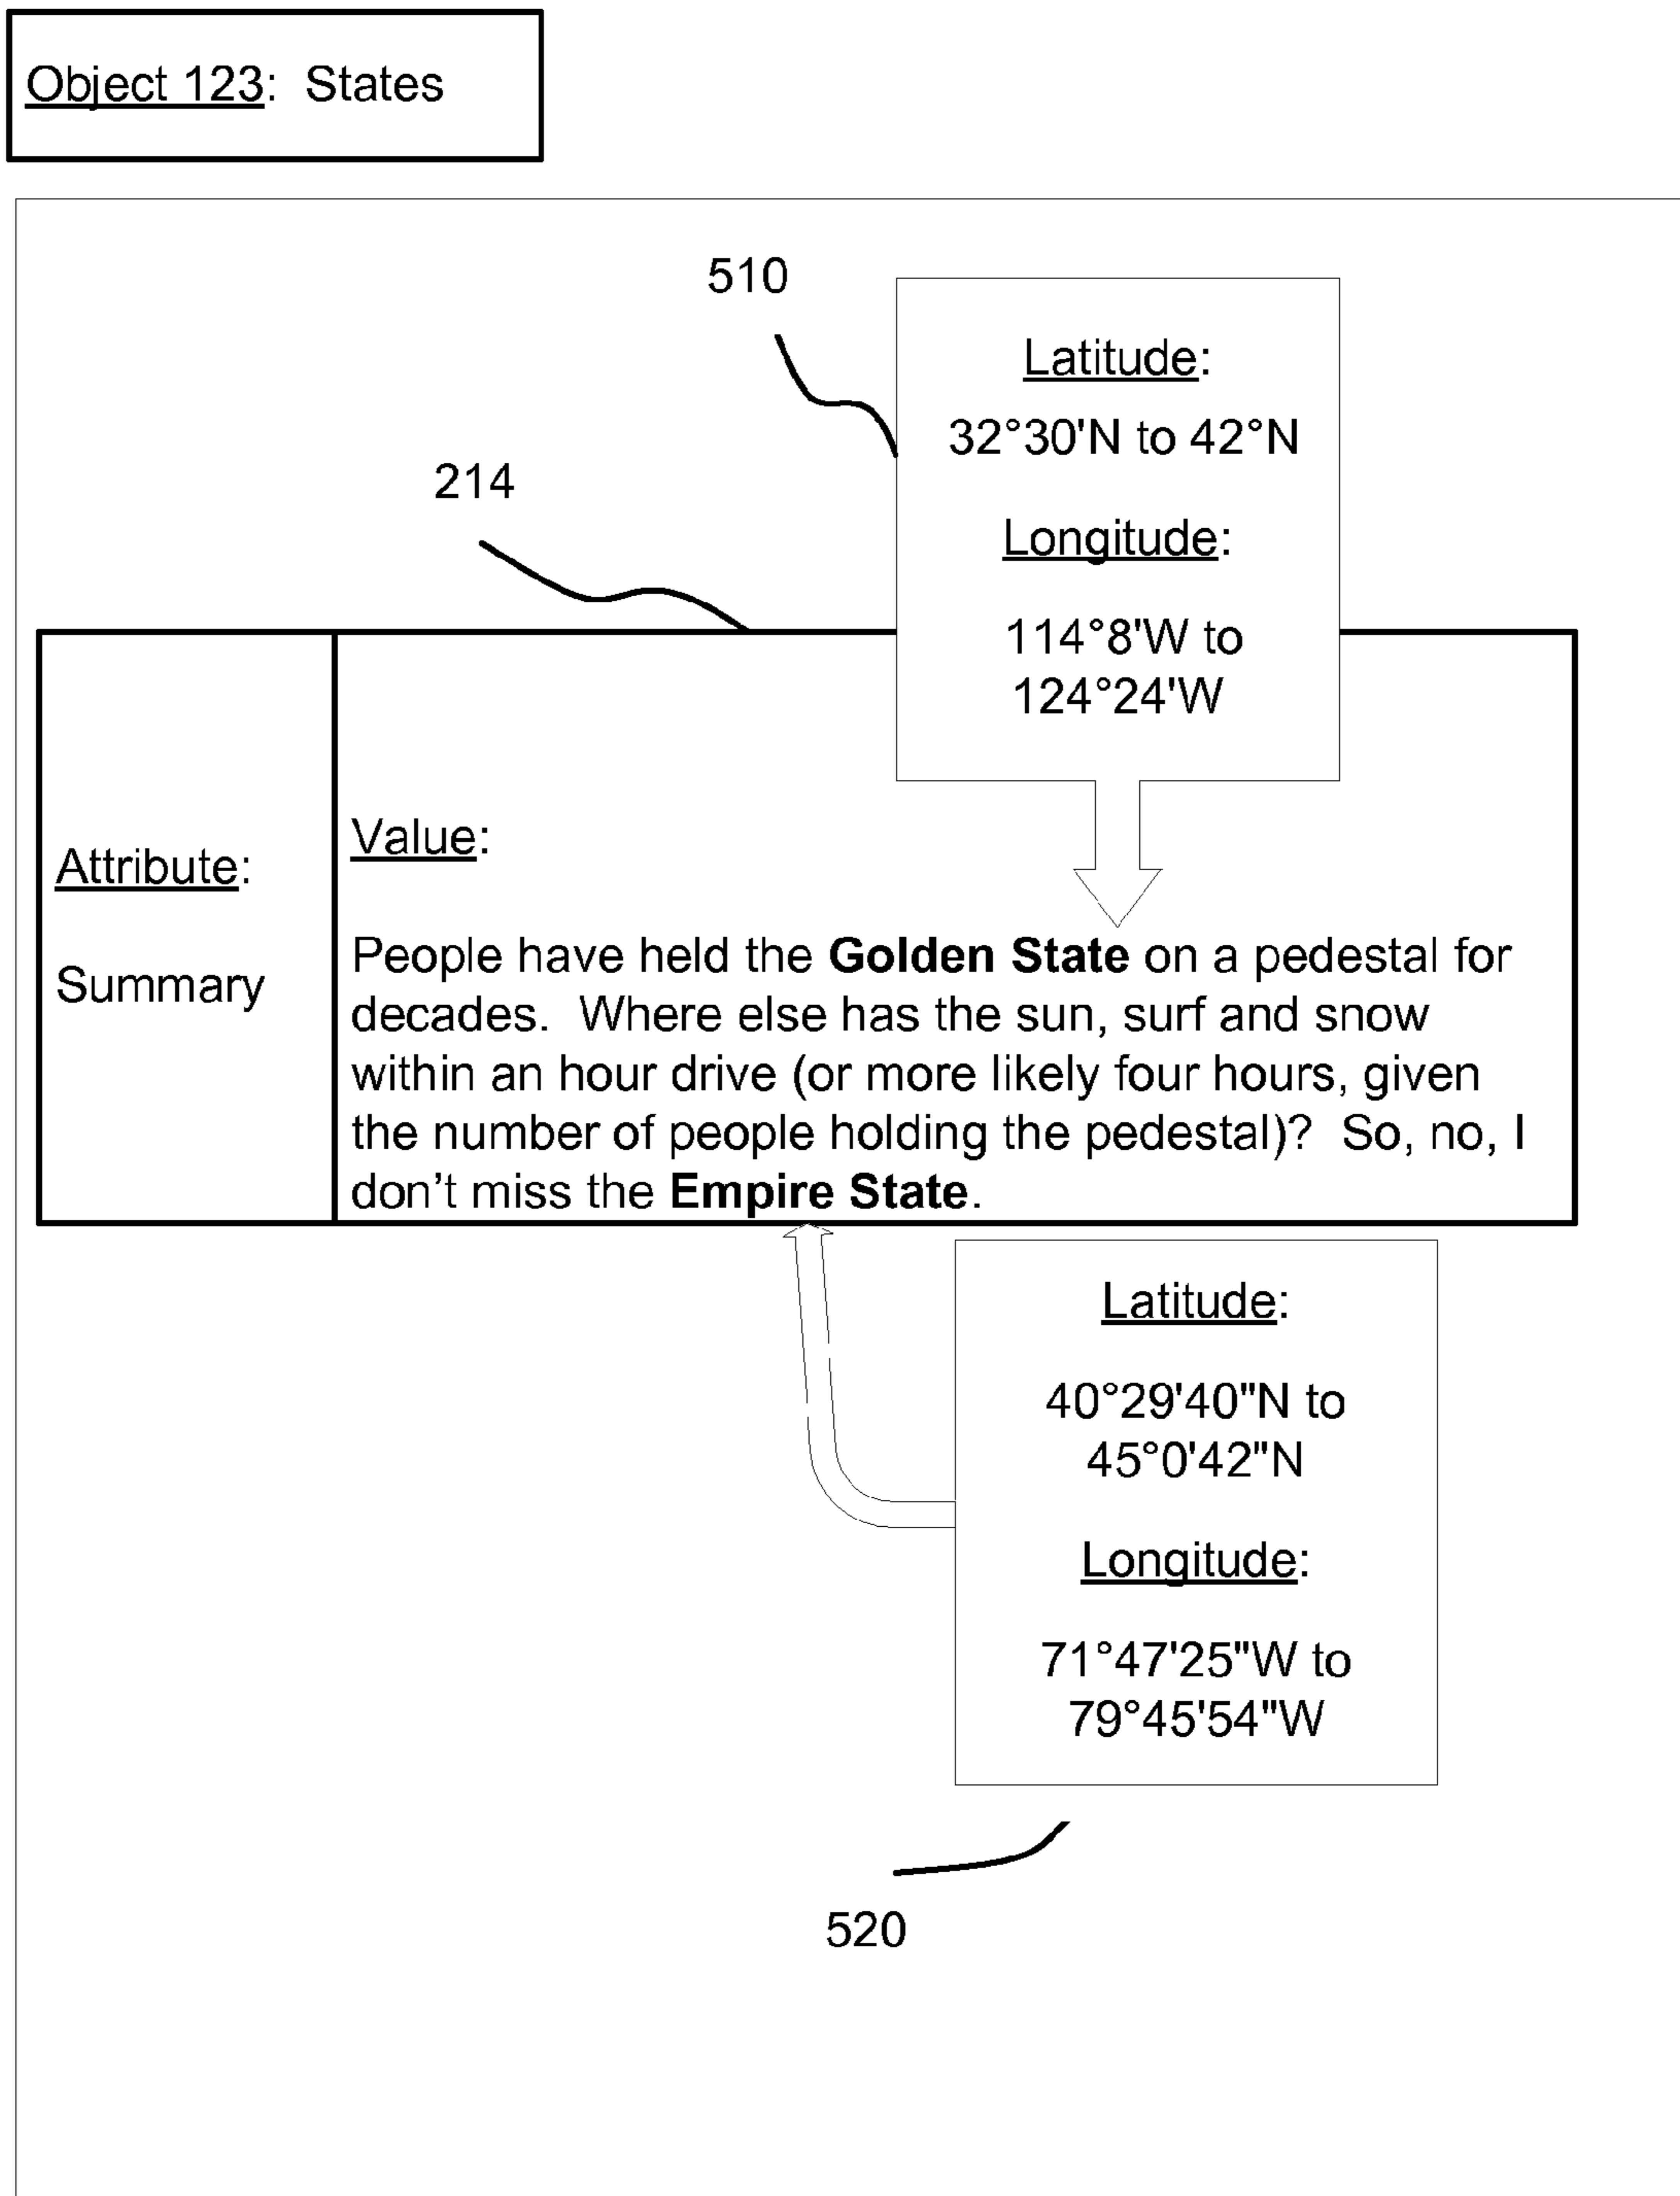 Object 123:  States
510
Latitude:
32°30'N to 42°N
Longitude:
114°8'W to
124°24'W
214
Attribute:
Summary
Value:
People have held the Golden State on a pedestal for
decades.  Where else has the sun, surf and snow
within an hour drive (or more likely four hours, given
the number of people holding the pedestal)?  So, no, I
don't miss the Empire State.
Latitude:
40°29'40"N to
45°0'42"N
Longitude:
71°47'25"W to
79°45'54"W
520